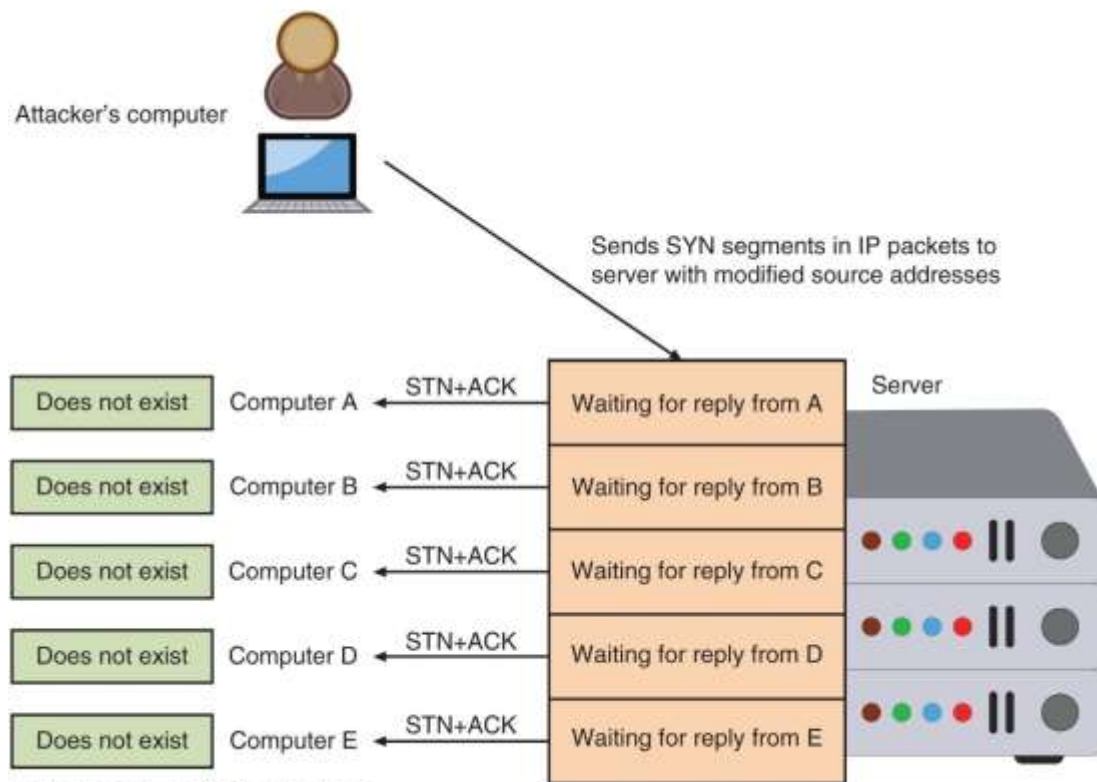 Attacker's computer
Sends SYN segments in IP packets to
server with modified source addresses
Server
Does not exist Computer A STN+ACK Waiting for reply from A
Does not exist Computer B STN+ACK Waiting for reply from B
Does not exist Computer C STN+ACK Waiting for reply from C
Does not exist Computer D STN+ACK Waiting for reply from D
Does not exist Computer E STN+ACK Waiting for reply from E